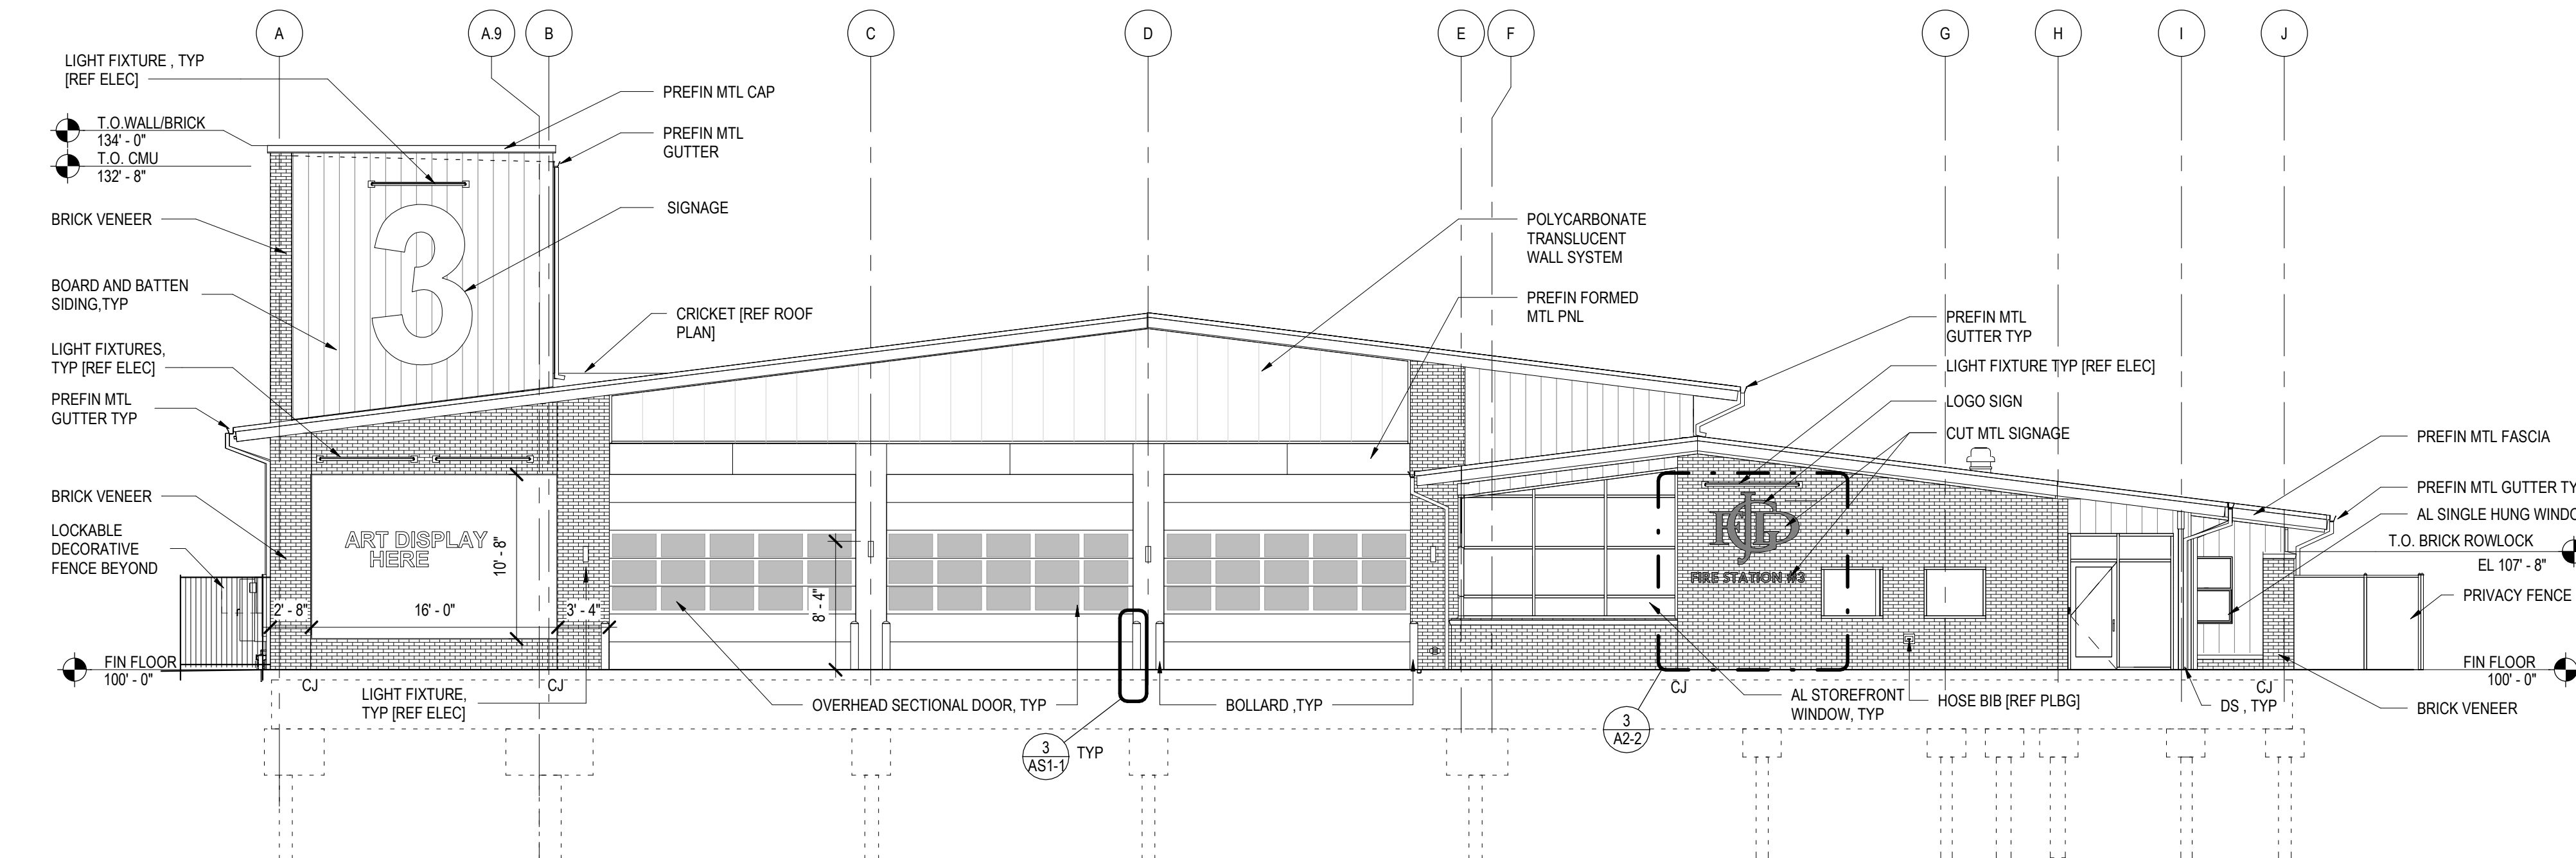 A
A.9
B
C
D
E
F
G
H
I
J
LIGHT FIXTURE , TYP
[REF ELEC]
T.O.WALL/BRICK
134' - 0"
T.O. CMU
132' - 8"
BRICK VENEER
BOARD AND BATTEN
SIDING,TYP
LIGHT FIXTURES,
TYP [REF ELEC]
PREFIN MTL
GUTTER TYP
BRICK VENEER
LOCKABLE
DECORATIVE
FENCE BEYOND
FIN FLOOR
100' - 0"
PREFIN MTL CAP
PREFIN MTL
GUTTER
SIGNAGE
3
CRICKET [REF ROOF
PLAN]
ART DISPLAY
HERE
10' - 8"
2' - 8"
16' - 0"
3' - 4"
8' - 4"
CJ
CJ
LIGHT FIXTURE,
TYP [REF ELEC]
OVERHEAD SECTIONAL DOOR, TYP
3
AS1-1
TYP
BOLLARD ,TYP
POLYCARBONATE
TRANSLUCENT
WALL SYSTEM
PREFIN FORMED
MTL PNL
PREFIN MTL
GUTTER TYP
LIGHT FIXTURE TYP [REF ELEC]
LOGO SIGN
CUT MTL SIGNAGE
FIRE STATION #3
3
A2-2
CJ
AL STOREFRONT
WINDOW, TYP
HOSE BIB [REF PLBG]
DS , TYP
CJ
PREFIN MTL FASCIA
PREFIN MTL GUTTER TY
AL SINGLE HUNG WINDO
T.O. BRICK ROWLOCK
EL 107' - 8"
PRIVACY FENCE
FIN FLOOR
100' - 0"
BRICK VENEER